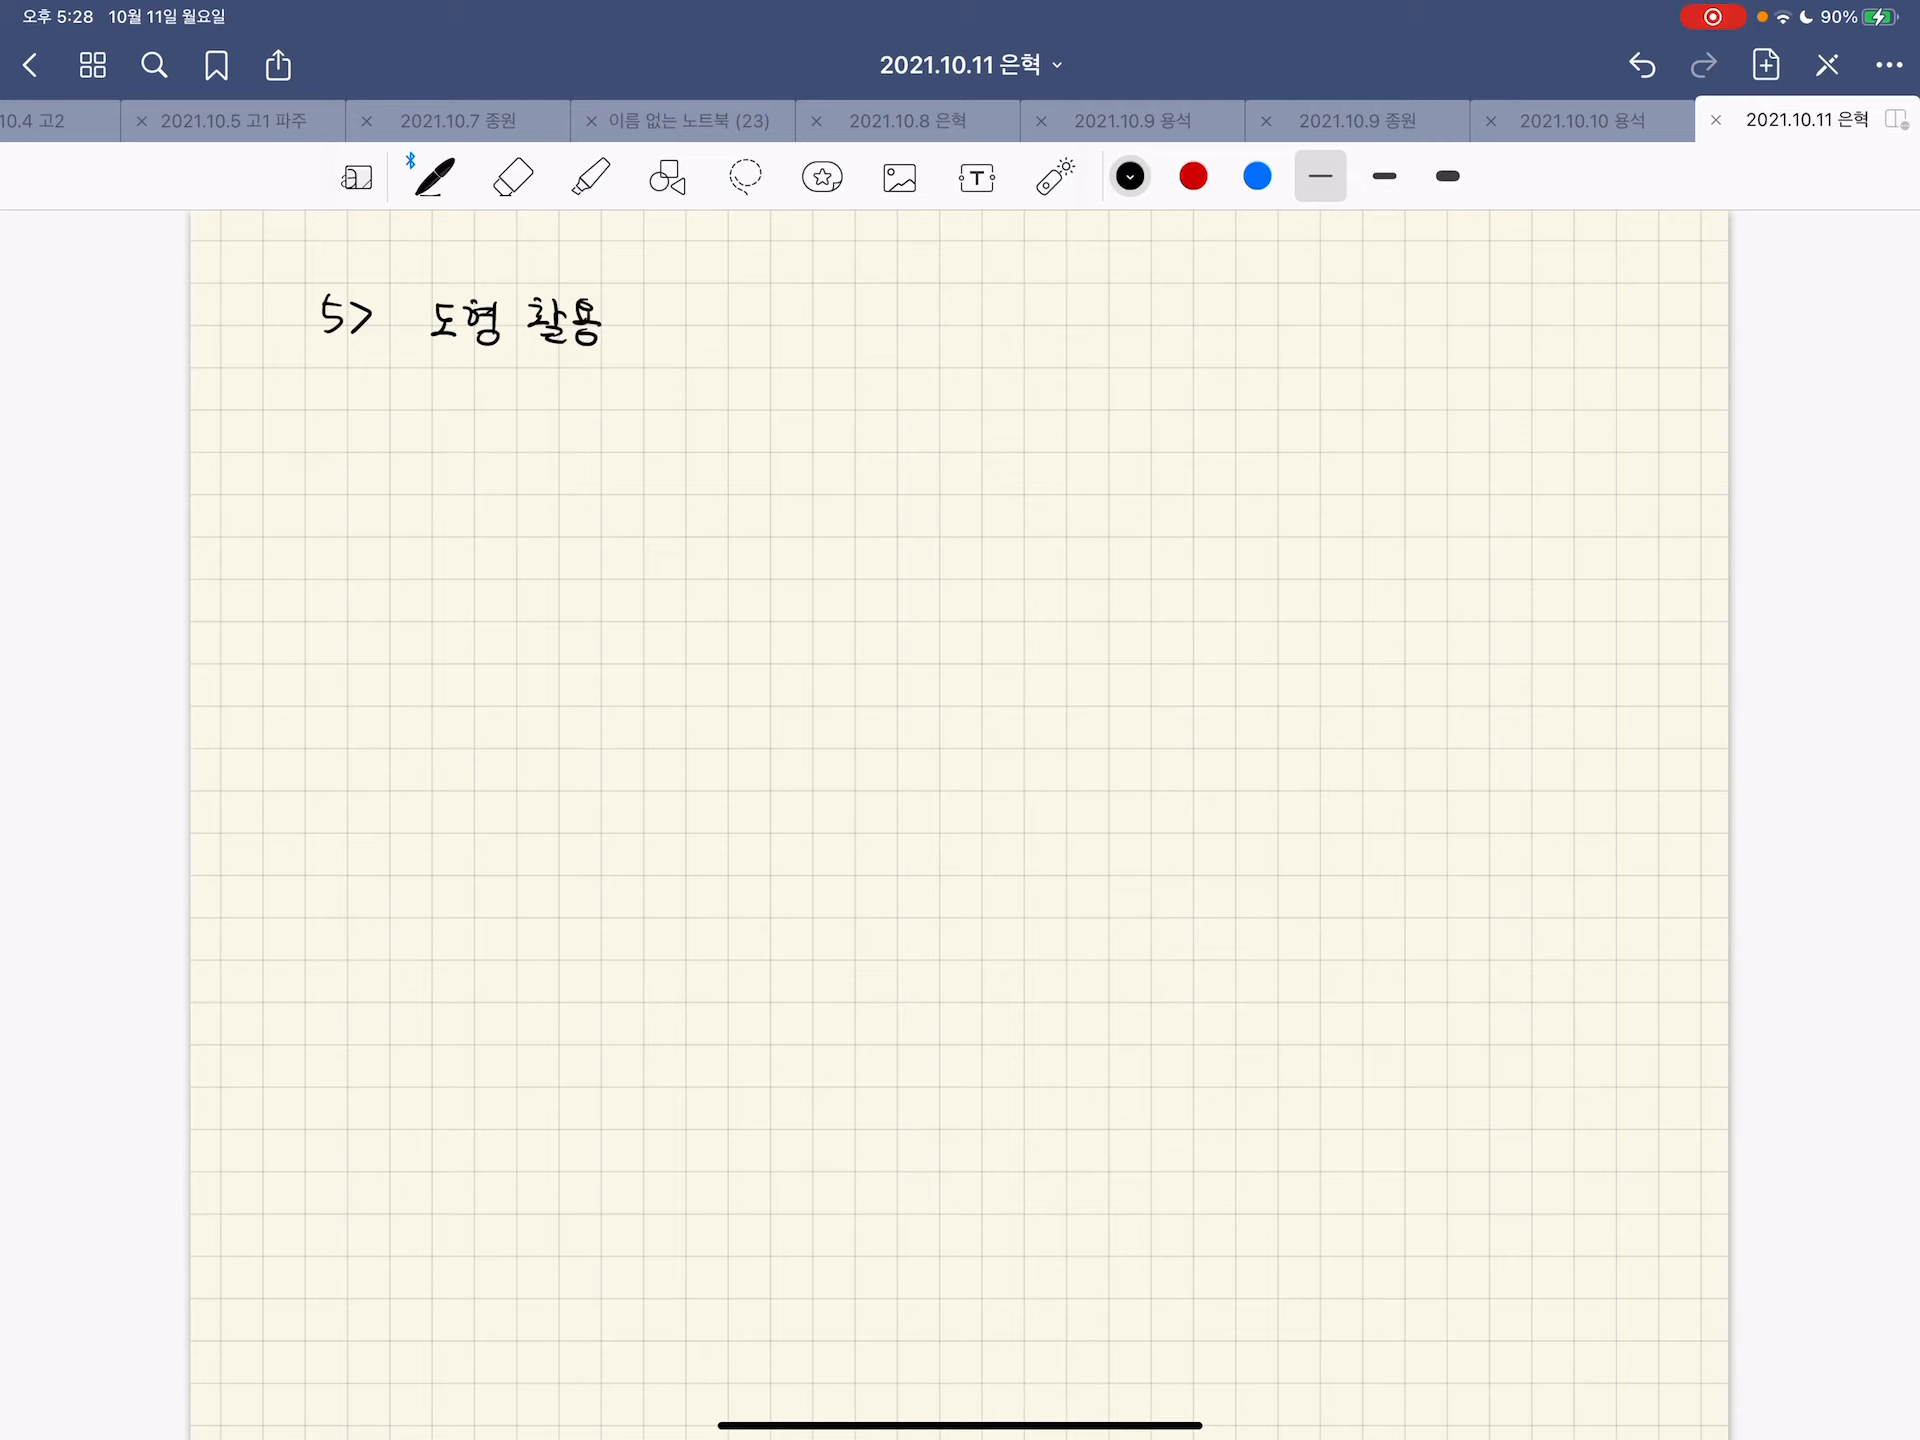 오후 5:28 10월 11일 월요일 90%
2021.10.11 은혁
10.4 고2 2021.10.5 고1 파주 2021.10.7 종원 이름 없는 노트북 (23) 2021.10.8 은혁 2021.10.9 용석 2021.10.9 종원 2021.10.10 용석 2021.10.11 은혁
5> 도형 활용